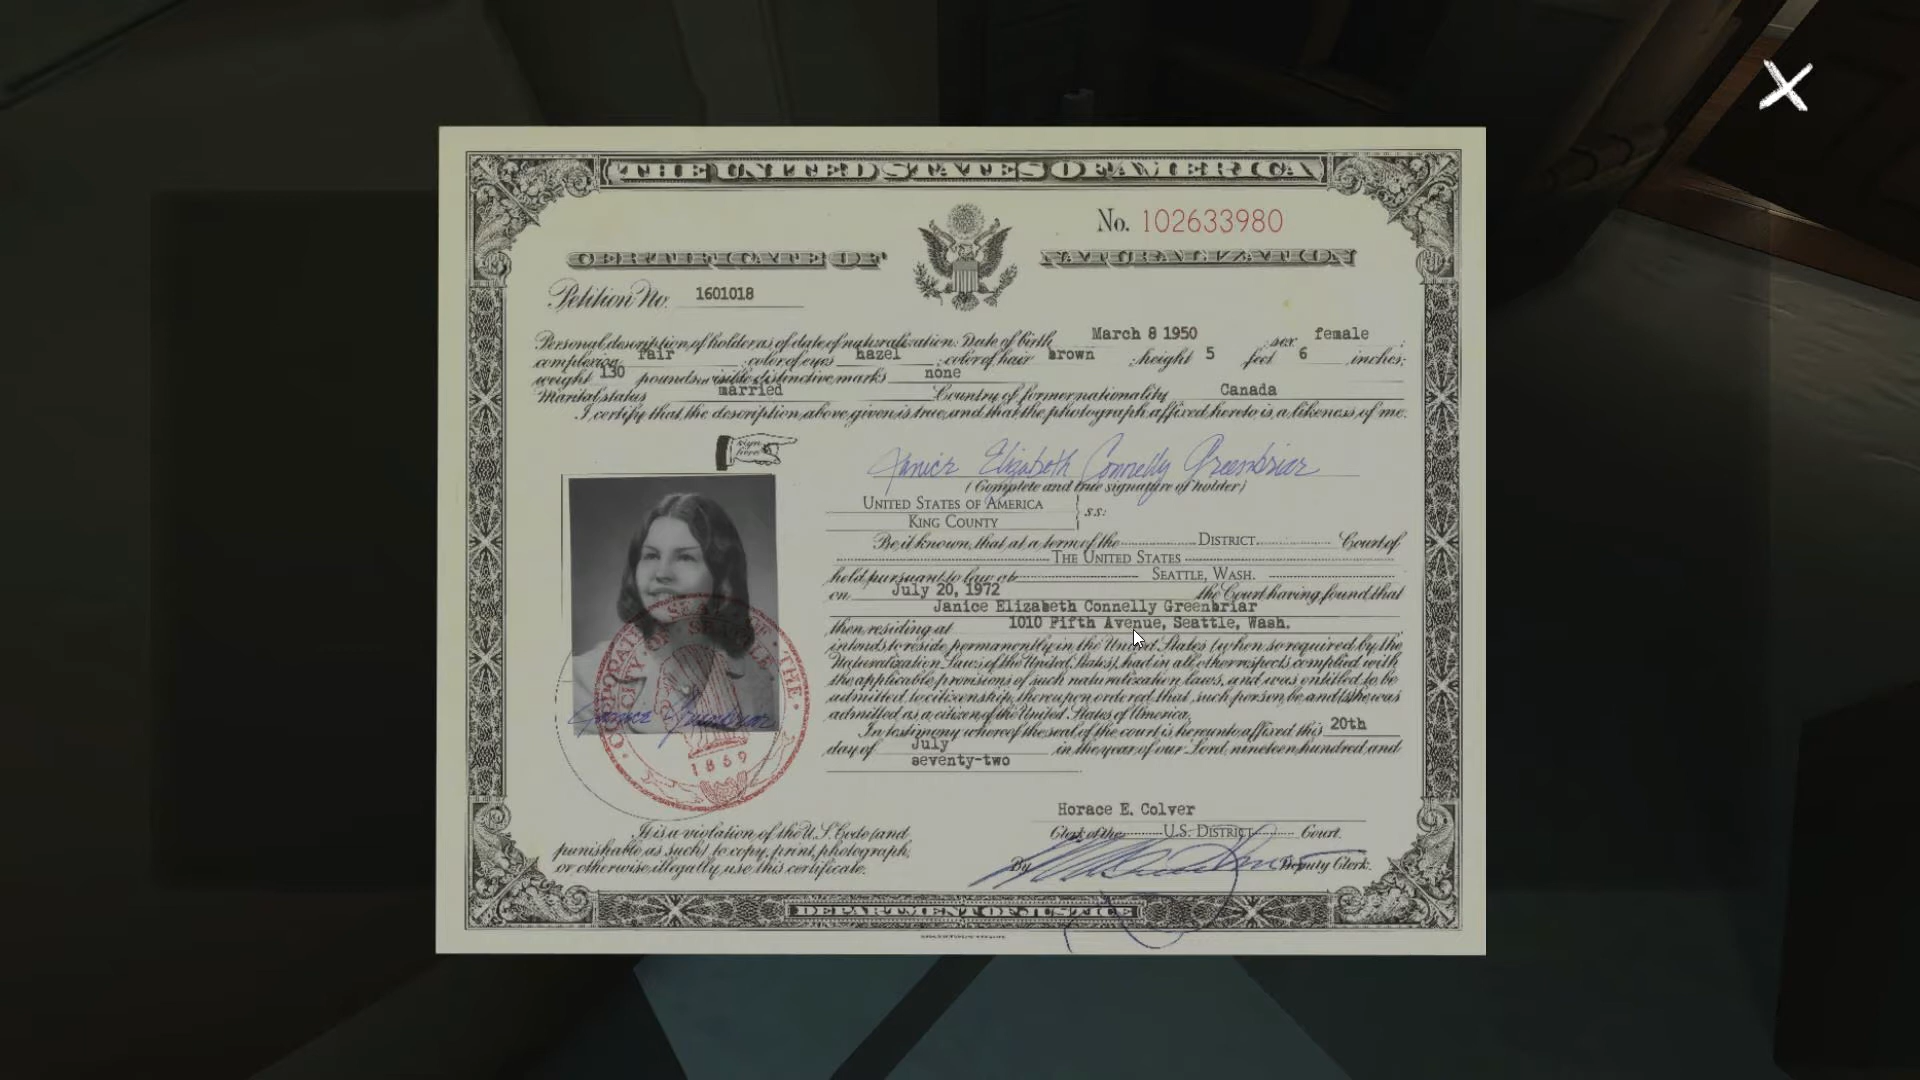 THE UNITED STATES OF AMERICA
No. 102633980
CERTIFICATE OF NATURALIZATION
Petition No. 1601018
Personal description of holder as of date of naturalization: Date of birth March 8 1950 sex female ;
complexion fair ; color of eyes hazel ; color of hair brown ; height 5 feet 6 inches;
weight 130 pounds; visible distinctive marks none
Marital status married Country of former nationality Canada
I certify that the description above given is true, and that the photograph affixed hereto is a likeness of me.
sign here
Janice Elizabeth Connelly Greenbriar
(Complete and true signature of holder)
UNITED STATES OF AMERICA
KING COUNTY
} ss:
Be it known, that at a term of the DISTRICT Court of
THE UNITED STATES
held pursuant to law at SEATTLE, WASH.
on July 20, 1972 the Court having found that
Janice Elizabeth Connelly Greenbriar
then residing at 1010 Fifth Avenue, Seattle, Wash.
intends to reside permanently in the United States (when so required by the
Naturalization Laws of the United States), had in all other respects complied with
the applicable provisions of such naturalization laws, and was entitled to be
admitted to citizenship, thereupon ordered that such person be and (s)he was
admitted as a citizen of the United States of America.
In testimony whereof the seal of the court is hereunto affixed this 20th
day of July in the year of our Lord nineteen hundred and
seventy-two
Janice Greenbriar
CORPORATE SEAL OF THE
CITY OF SEATTLE
1869
Horace E. Colver
Clerk of the U.S. DISTRICT Court.
By Deputy Clerk.
It is a violation of the U.S. Code (and
punishable as such) to copy, print, photograph,
or otherwise illegally use this certificate.
DEPARTMENT OF JUSTICE